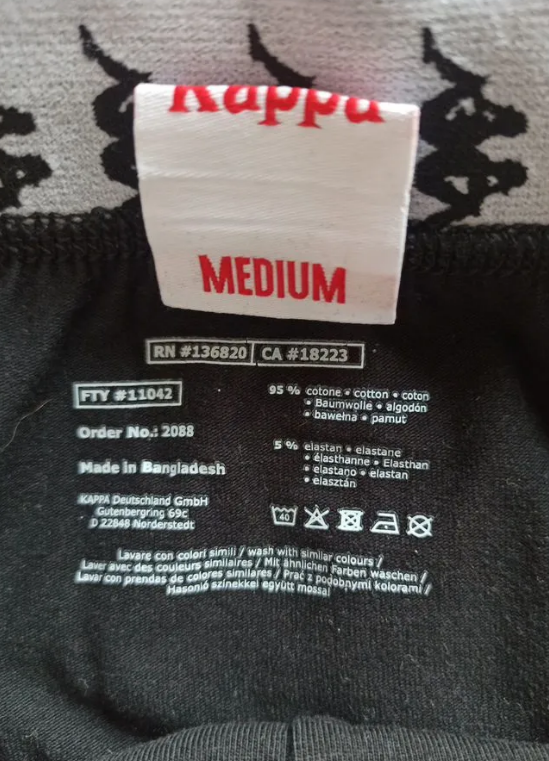 Kappa
MEDIUM
RN #136820 CA #18223
FTY #11042
Order No.: 2088
Made in Bangladesh
KAPPA Deutschland GmbH
Gutenbergring 69c
D 22848 Norderstedt
95 % cotone • cotton • coton
• Baumwolle • algodón
• bawełna • pamut
5 % elastan • elastane
• élasthanne • Elasthan
• elastano • elastan
• elasztán
40
Lavare con colori simili / wash with similar colours /
Laver avec des couleurs similaires / Mit ähnlichen Farben waschen /
Lavar con prendas de colores similares / Prać z podobnymi kolorami /
Hasonló színekkel együtt mossa!